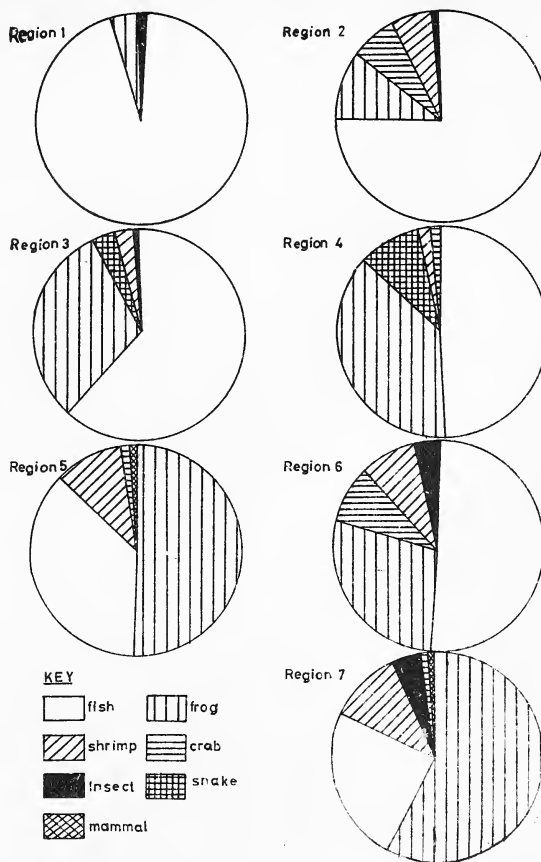 Region 1
Region 2
Region 3
Region 4
Region 5
Region 6
Region 7
KEY
fish
frog
shrimp
crab
Insect
snake
mammal